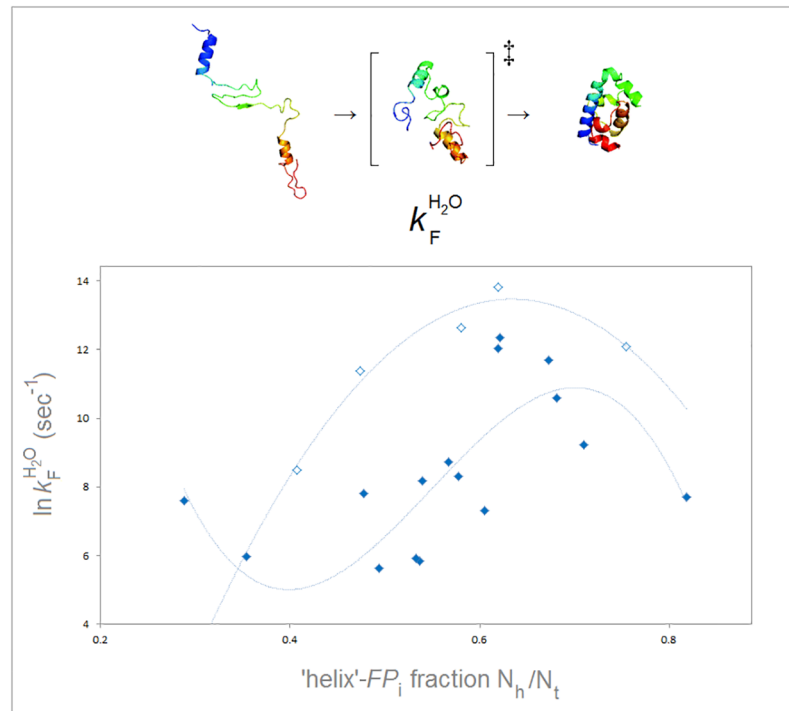 → [ ]‡ →
k_F^H₂O
14
12
10
8
6
4
0.2 0.4 0.6 0.8
ln k_F^H₂O (sec⁻¹)
'helix'-FPᵢ fraction N_h/N_t